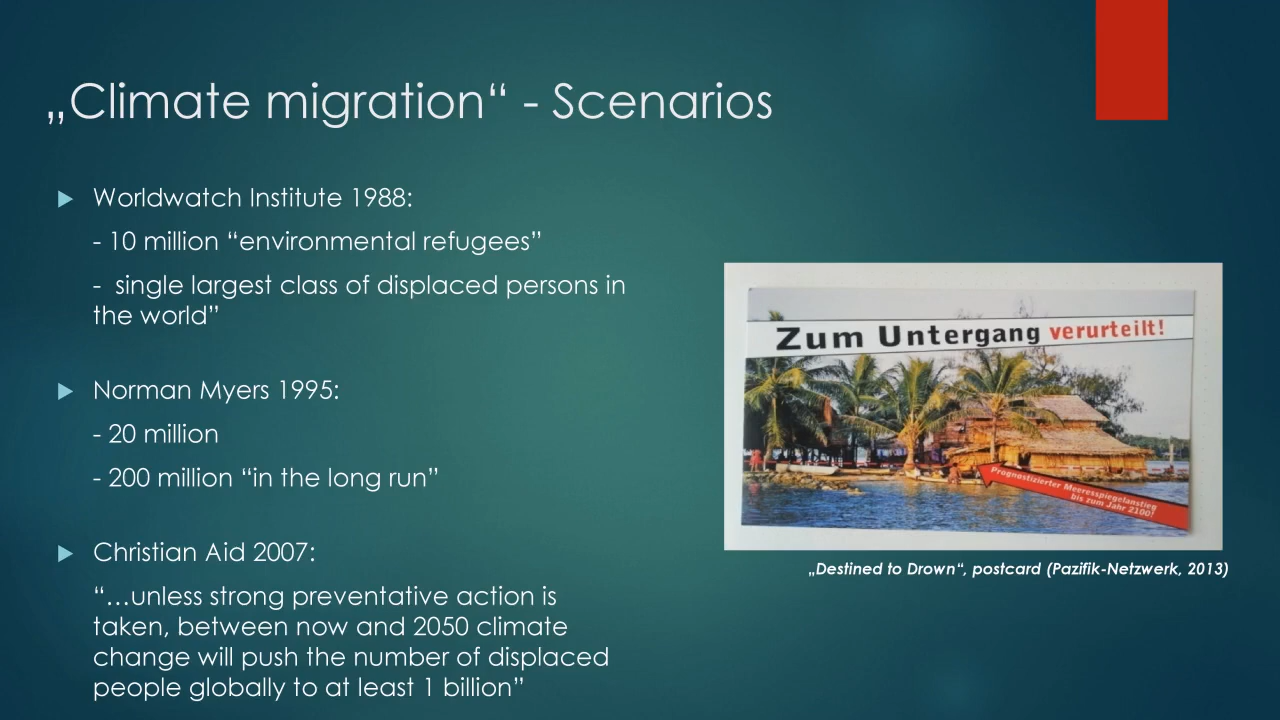 „Climate migration“ - Scenarios
Worldwatch Institute 1988:
- 10 million “environmental refugees”
- single largest class of displaced persons in
the world”
Norman Myers 1995:
- 20 million
- 200 million “in the long run”
Christian Aid 2007:
“…unless strong preventative action is
taken, between now and 2050 climate
change will push the number of displaced
people globally to at least 1 billion”
Zum Untergang verurteilt!
Prognostizierter Meeresspiegelanstieg
bis zum Jahr 2100!
„Destined to Drown“, postcard (Pazifik-Netzwerk, 2013)